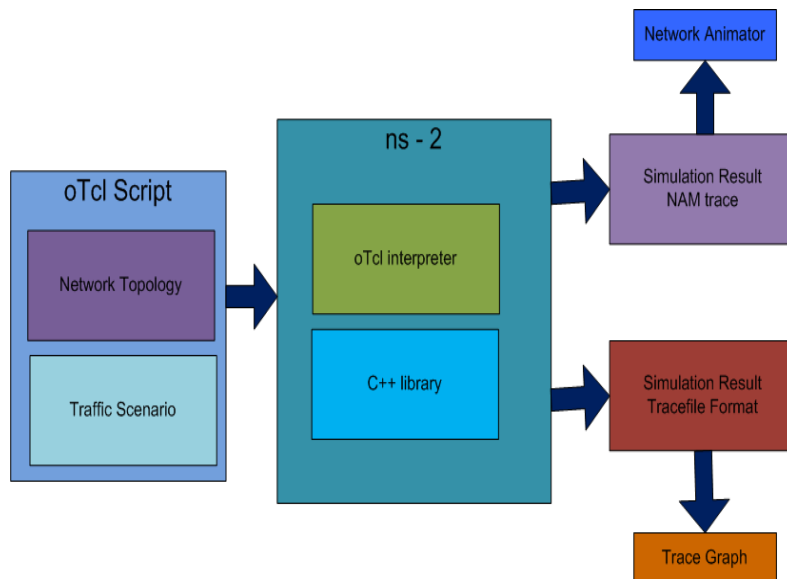 oTcl Script
Network Topology
Traffic Scenario
ns - 2
oTcl interpreter
C++ library
Network Animator
Simulation Result
NAM trace
Simulation Result
Tracefile Format
Trace Graph